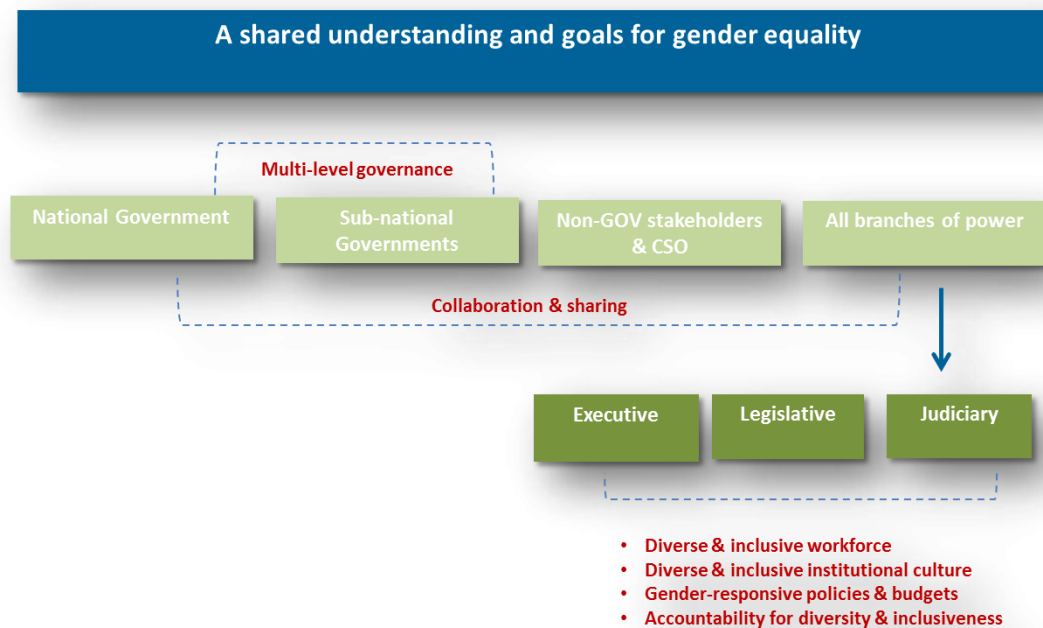 A shared understanding and goals for gender equality
Multi-level governance
National Government
Sub-national
Governments
Non-GOV stakeholders
& CSO
All branches of power
Collaboration & sharing
Executive
Legislative
Judiciary
• Diverse & inclusive workforce
• Diverse & inclusive institutional culture
• Gender-responsive policies & budgets
• Accountability for diversity & inclusiveness